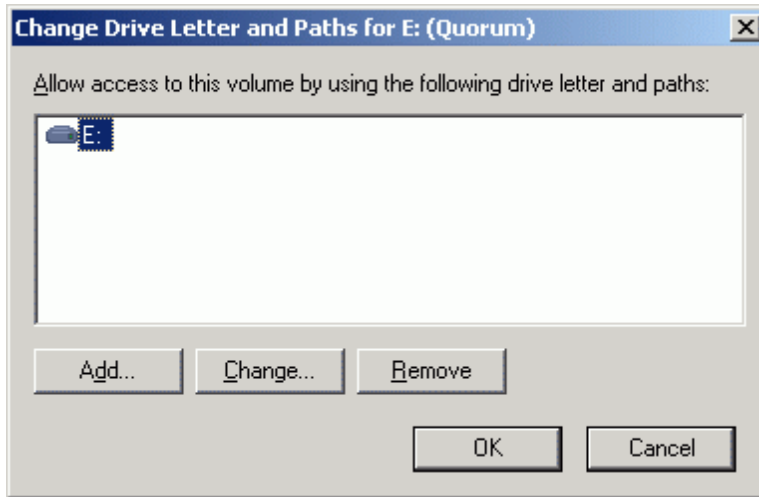 Change Drive Letter and Paths for E: (Quorum)
Allow access to this volume by using the following drive letter and paths:
E:
Add... Change... Remove
OK Cancel